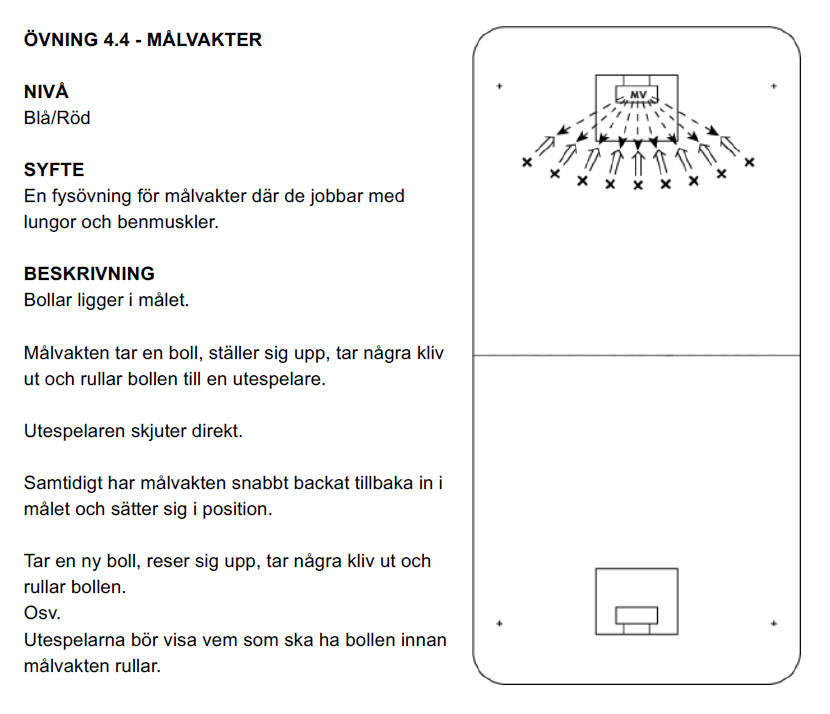 ÖVNING 4.4 - MÅLVAKTER
NIVÅ
Blå/Röd
SYFTE
En fysövning för målvakter där de jobbar med
lungor och benmuskler.
BESKRIVNING
Bollar ligger i målet.
Målvakten tar en boll, ställer sig upp, tar några kliv
ut och rullar bollen till en utespelare.
Utespelaren skjuter direkt.
Samtidigt har målvakten snabbt backat tillbaka in i
målet och sätter sig i position.
Tar en ny boll, reser sig upp, tar några kliv ut och
rullar bollen.
Osv.
Utespelarna bör visa vem som ska ha bollen innan
målvakten rullar.
MV